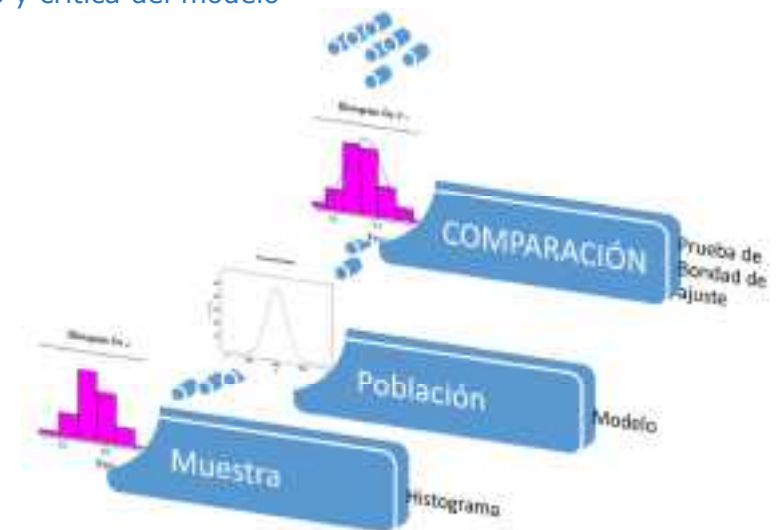 y crítica del modelo
COMPARACIÓN
Prueba de
Bondad de
ajuste
Población
Modelo
Muestra
Histograma